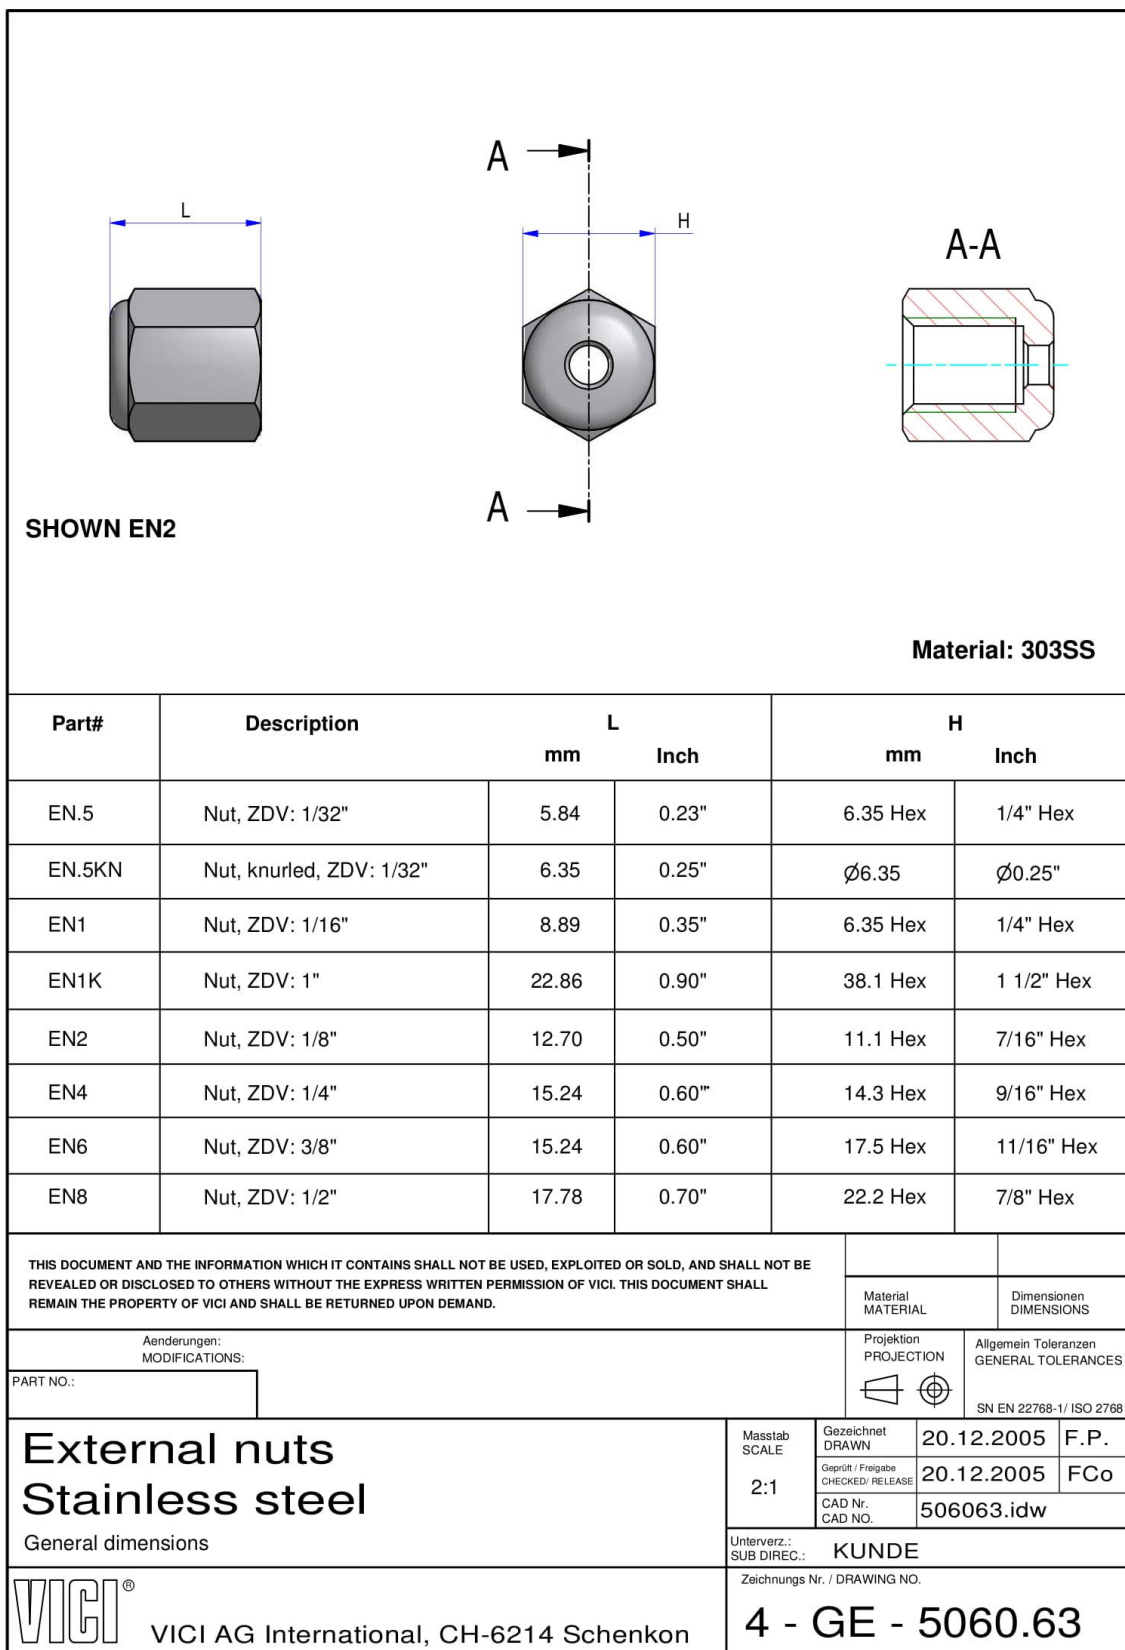 A
L
H
A-A
A
SHOWN EN2
Material: 303SS
Part# Description L H
mm Inch mm Inch
EN.5 Nut, ZDV: 1/32" 5.84 0.23" 6.35 Hex 1/4" Hex
EN.5KN Nut, knurled, ZDV: 1/32" 6.35 0.25" Ø6.35 Ø0.25"
EN1 Nut, ZDV: 1/16" 8.89 0.35" 6.35 Hex 1/4" Hex
EN1K Nut, ZDV: 1" 22.86 0.90" 38.1 Hex 1 1/2" Hex
EN2 Nut, ZDV: 1/8" 12.70 0.50" 11.1 Hex 7/16" Hex
EN4 Nut, ZDV: 1/4" 15.24 0.60" 14.3 Hex 9/16" Hex
EN6 Nut, ZDV: 3/8" 15.24 0.60" 17.5 Hex 11/16" Hex
EN8 Nut, ZDV: 1/2" 17.78 0.70" 22.2 Hex 7/8" Hex
THIS DOCUMENT AND THE INFORMATION WHICH IT CONTAINS SHALL NOT BE USED, EXPLOITED OR SOLD, AND SHALL NOT BE
REVEALED OR DISCLOSED TO OTHERS WITHOUT THE EXPRESS WRITTEN PERMISSION OF VICI. THIS DOCUMENT SHALL
REMAIN THE PROPERTY OF VICI AND SHALL BE RETURNED UPON DEMAND.
Material
MATERIAL
Dimensionen
DIMENSIONS
Aenderungen:
MODIFICATIONS:
PART NO.:
Projektion
PROJECTION
Allgemein Toleranzen
GENERAL TOLERANCES
SN EN 22768-1/ ISO 2768
External nuts
Stainless steel
General dimensions
Masstab
SCALE
2:1
Gezeichnet
DRAWN
20.12.2005 F.P.
Geprüft / Freigabe
CHECKED/ RELEASE
20.12.2005 FCo
CAD Nr.
CAD NO.
506063.idw
Unterverz.:
SUB DIREC.:
KUNDE
VICI®
VICI AG International, CH-6214 Schenkon
Zeichnungs Nr. / DRAWING NO.
4 - GE - 5060.63